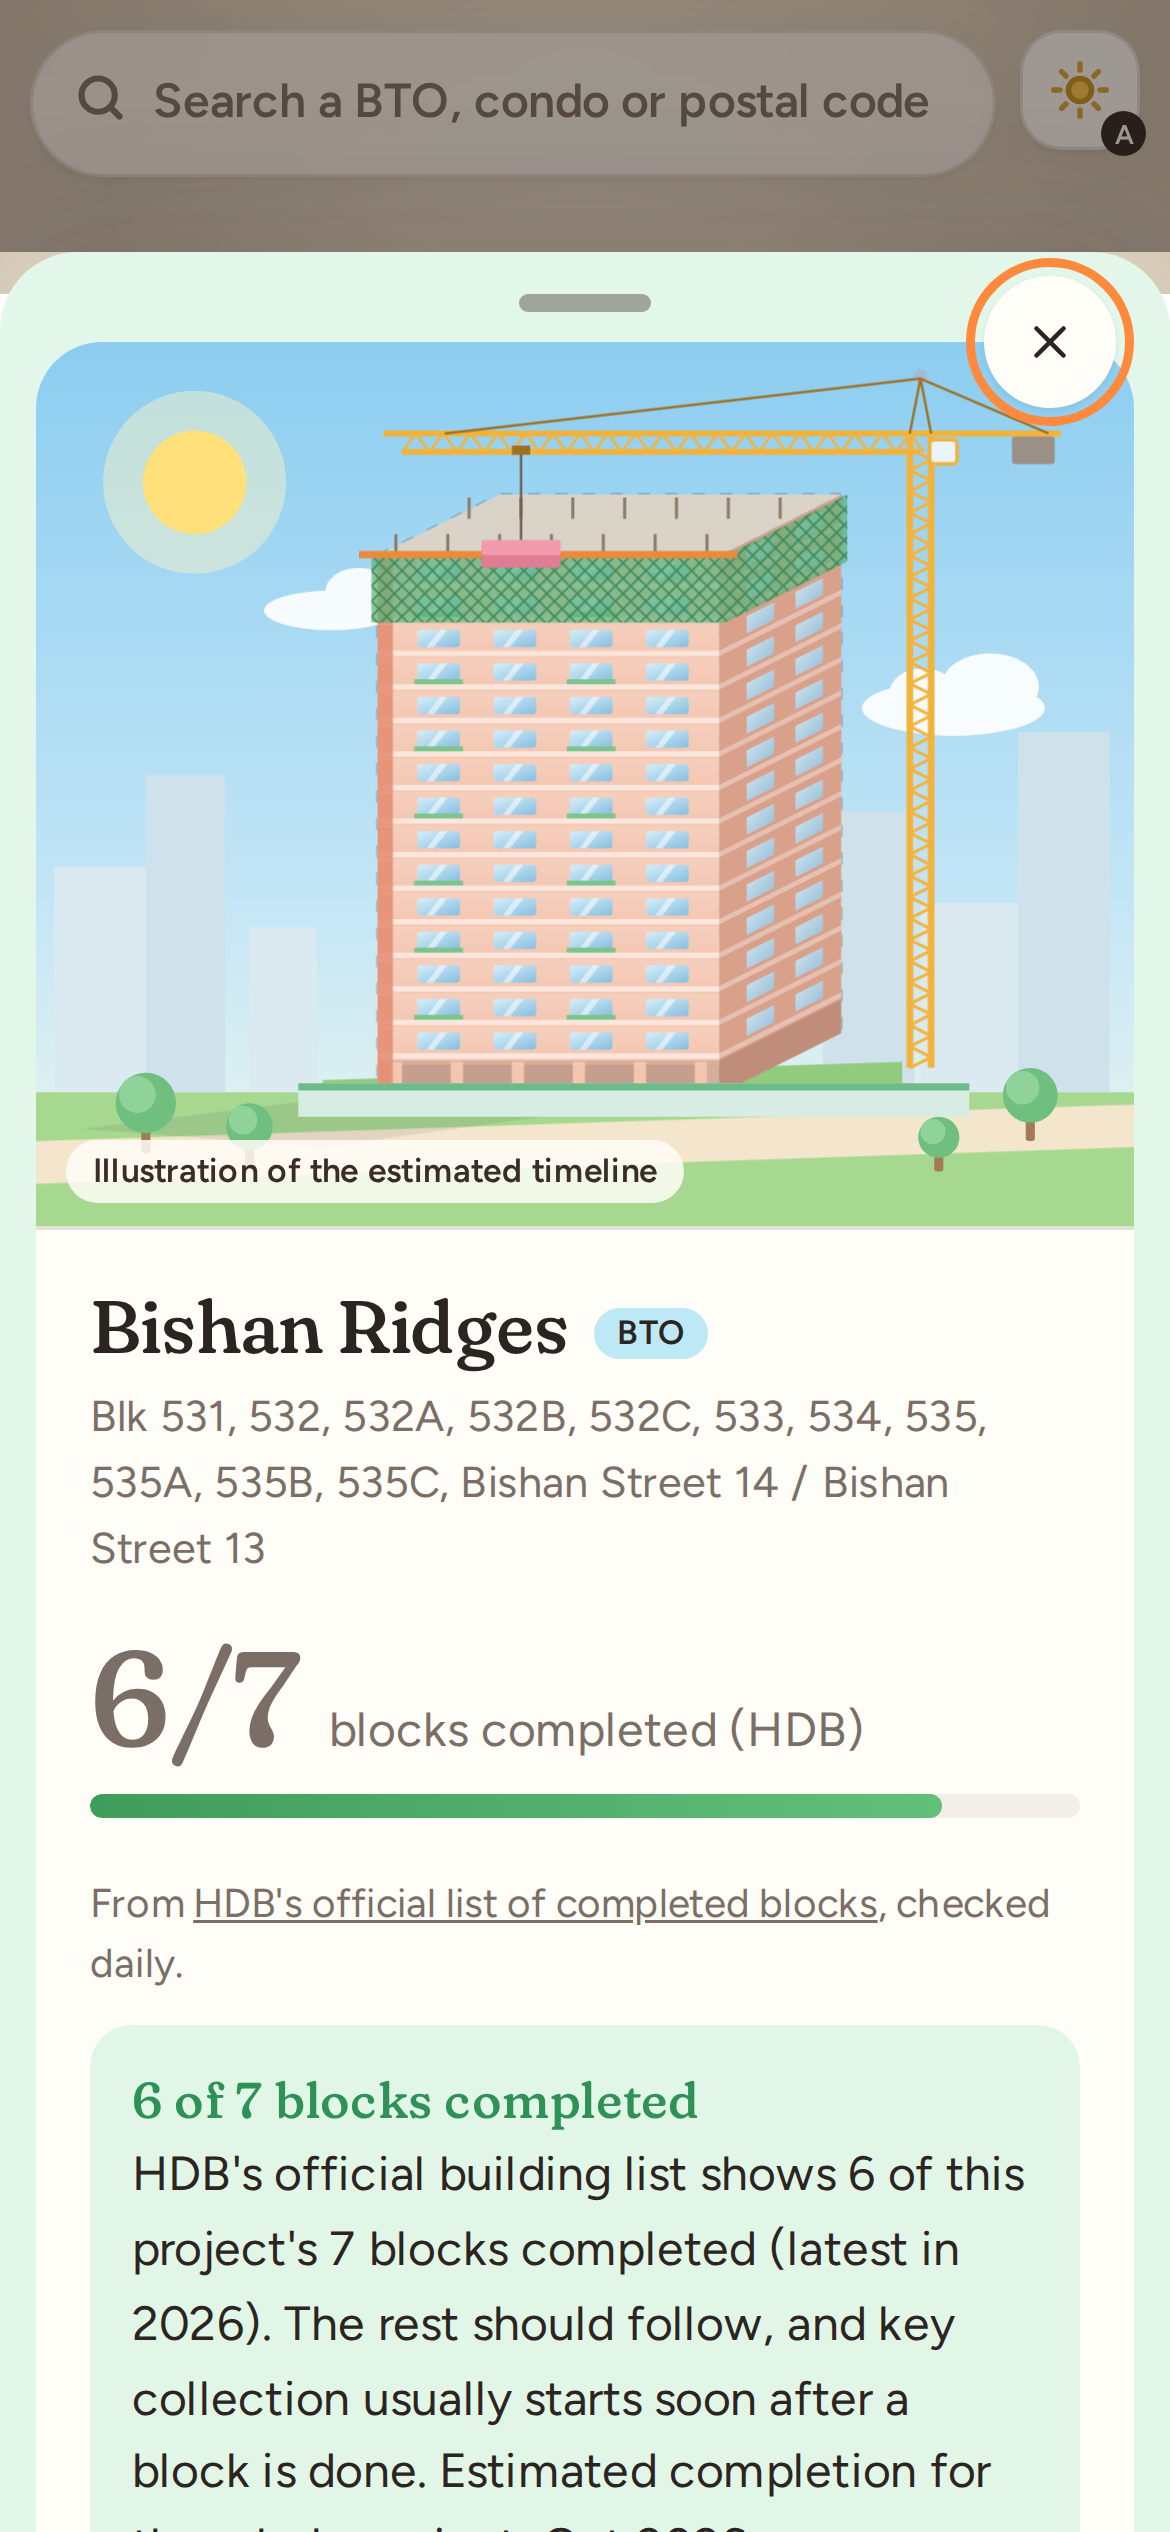 Search a BTO, condo or postal code
A
Illustration of the estimated timeline
Bishan Ridges BTO
Blk 531, 532, 532A, 532B, 532C, 533, 534, 535,
535A, 535B, 535C, Bishan Street 14 / Bishan
Street 13
6/7 blocks completed (HDB)
From HDB's official list of completed blocks, checked
daily.
6 of 7 blocks completed
HDB's official building list shows 6 of this
project's 7 blocks completed (latest in
2026). The rest should follow, and key
collection usually starts soon after a
block is done. Estimated completion for